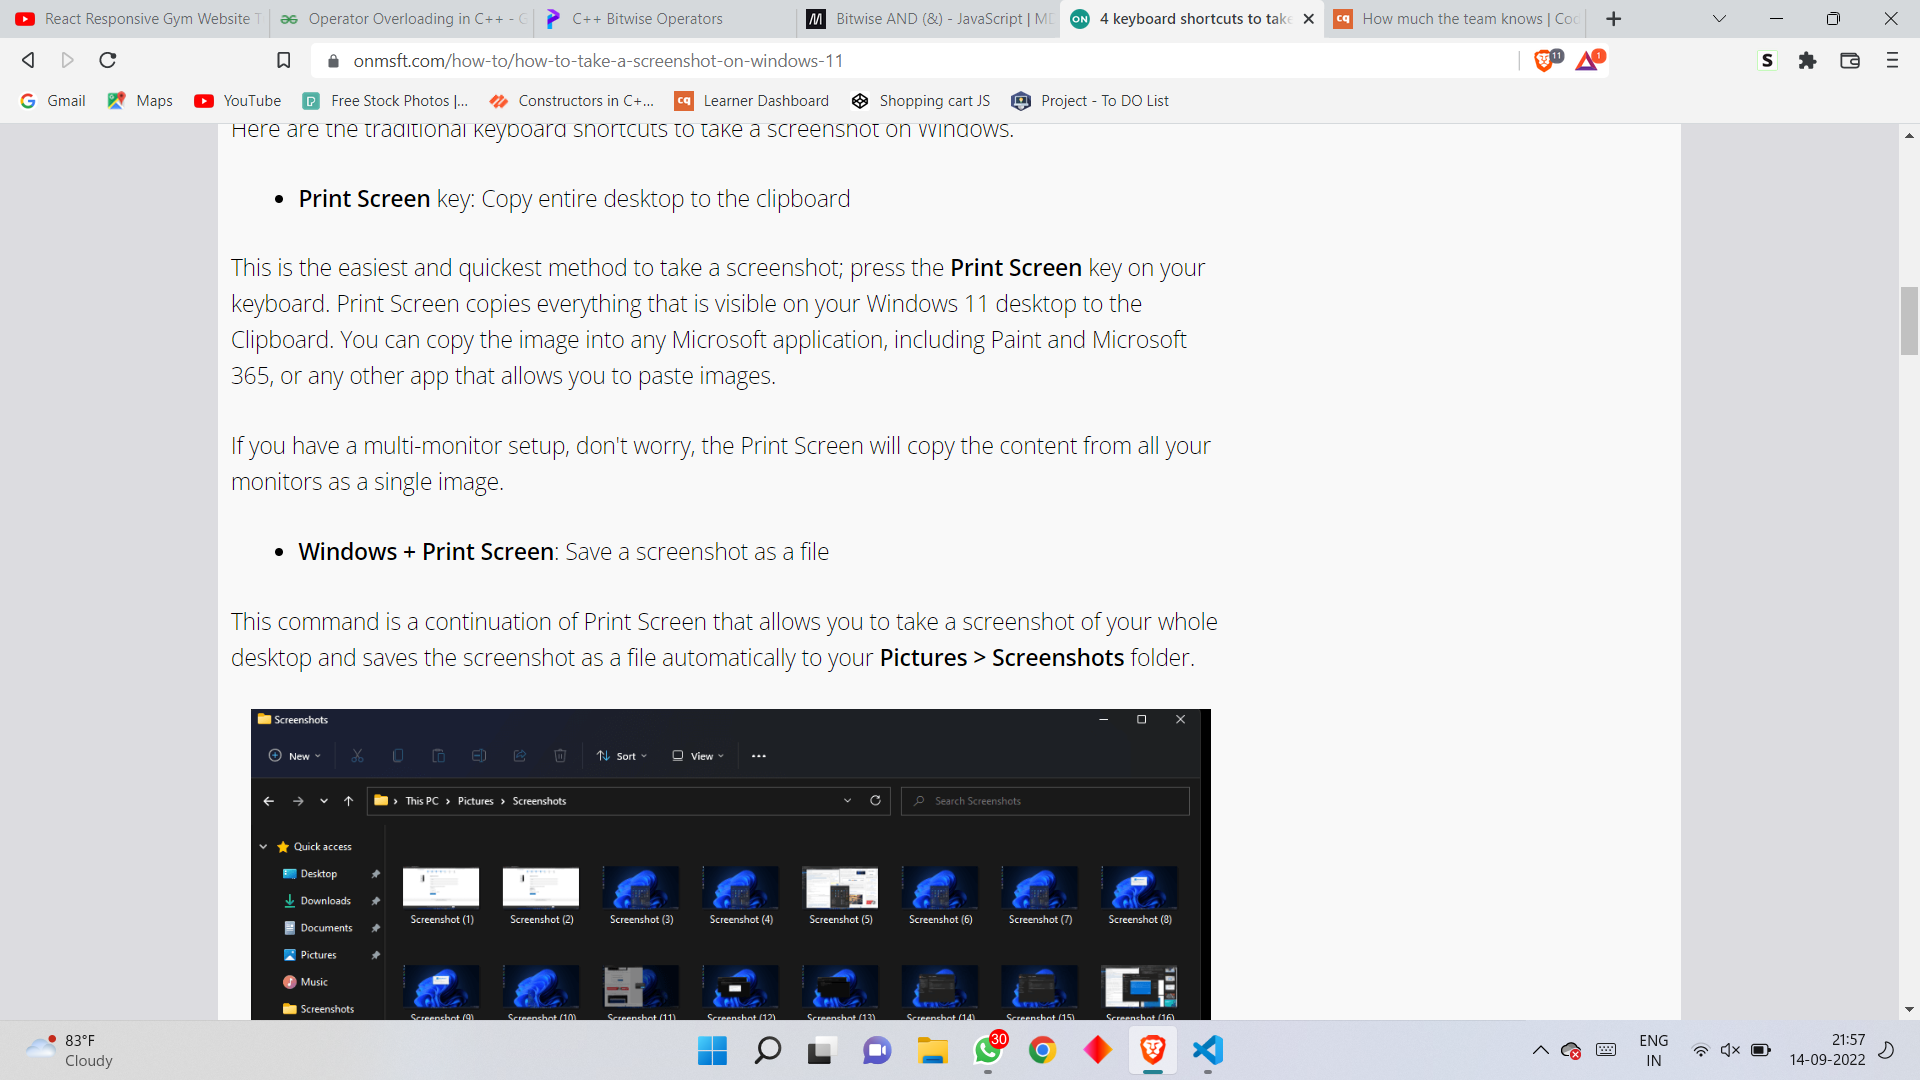 React Responsive Gym Website T
Operator Overloading in C++ - G
C++ Bitwise Operators
Bitwise AND (&) - JavaScript | MD
4 keyboard shortcuts to take
How much the team knows | Cod
onmsft.com/how-to/how-to-take-a-screenshot-on-windows-11
11
1
S
Gmail
Maps
YouTube
Free Stock Photos |...
Constructors in C+...
Learner Dashboard
Shopping cart JS
Project - To DO List
Here are the traditional keyboard shortcuts to take a screenshot on Windows.
• Print Screen key: Copy entire desktop to the clipboard
This is the easiest and quickest method to take a screenshot; press the Print Screen key on your
keyboard. Print Screen copies everything that is visible on your Windows 11 desktop to the
Clipboard. You can copy the image into any Microsoft application, including Paint and Microsoft
365, or any other app that allows you to paste images.
If you have a multi-monitor setup, don't worry, the Print Screen will copy the content from all your
monitors as a single image.
• Windows + Print Screen: Save a screenshot as a file
This command is a continuation of Print Screen that allows you to take a screenshot of your whole
desktop and saves the screenshot as a file automatically to your Pictures > Screenshots folder.
Screenshots
New
Sort
View
This PC > Pictures > Screenshots
Search Screenshots
Quick access
Desktop
Downloads
Documents
Pictures
Music
Screenshots
Screenshot (1)
Screenshot (2)
Screenshot (3)
Screenshot (4)
Screenshot (5)
Screenshot (6)
Screenshot (7)
Screenshot (8)
Screenshot (9)
Screenshot (10)
Screenshot (11)
Screenshot (12)
Screenshot (13)
Screenshot (14)
Screenshot (15)
Screenshot (16)
83°F
Cloudy
30
ENG
IN
21:57
14-09-2022